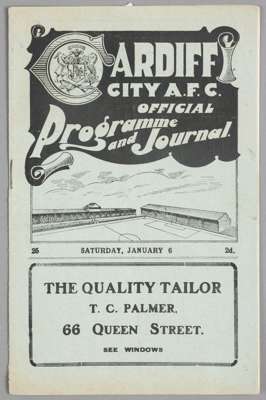 CARDIFF
CITY A.F.C.
OFFICIAL
Programme
and Journal.
26 SATURDAY, JANUARY 6 2d.
THE QUALITY TAILOR
T. C. PALMER,
66 QUEEN STREET.
SEE WINDOWS